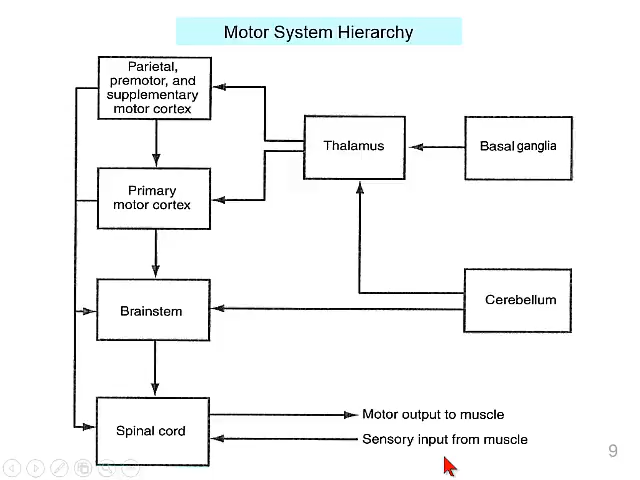 Motor System Hierarchy
Parietal,
premotor, and
supplementary
motor cortex
Thalamus
Basal ganglia
Primary
motor cortex
Brainstem
Cerebellum
Spinal cord
Motor output to muscle
Sensory input from muscle
9